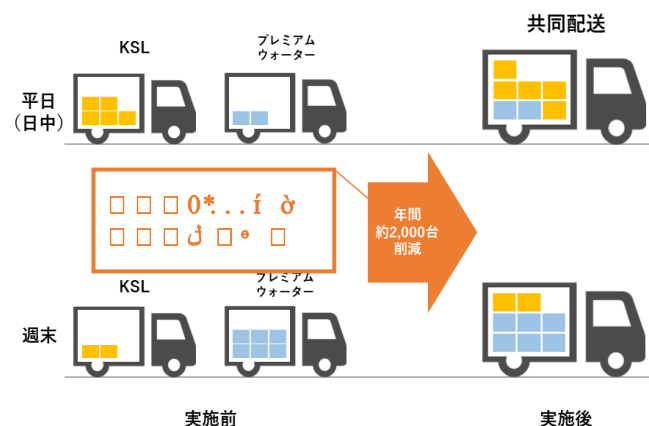 共同配送
KSL
プレミアム
ウォーター
平日
（日中）
年間
約2,000台
削減
KSL
プレミアム
ウォーター
週末
実施前
実施後